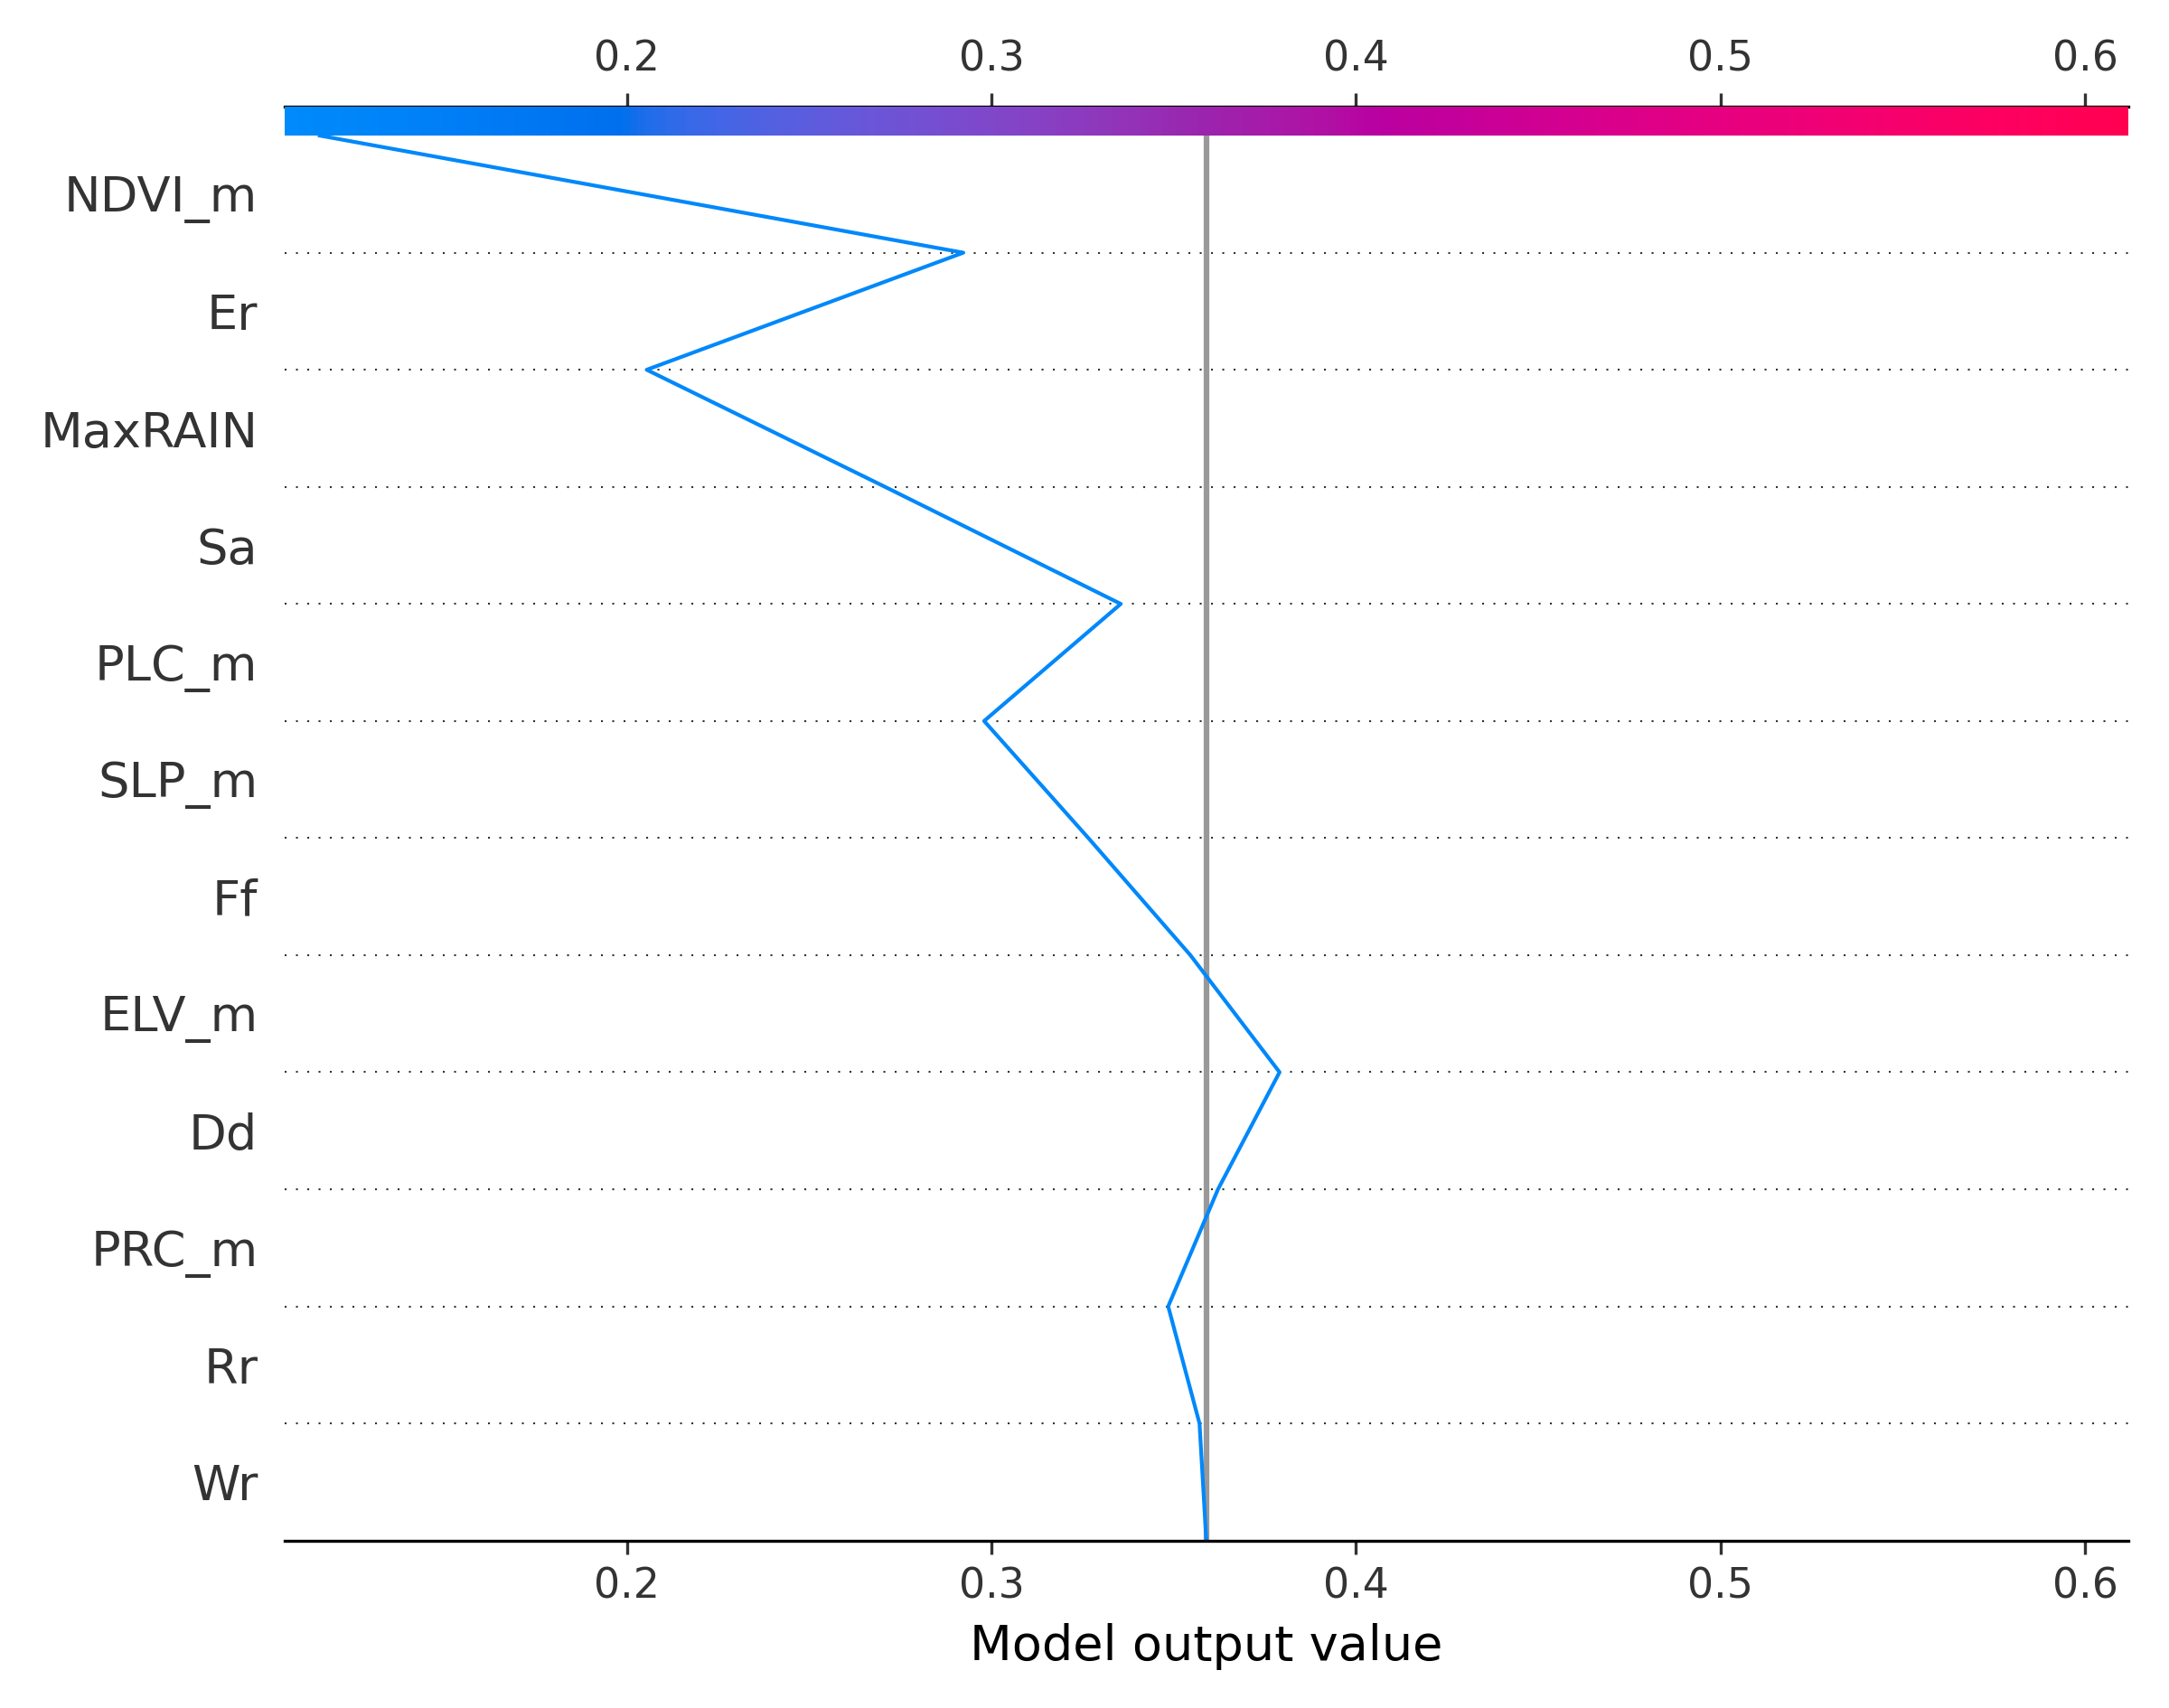 0.2 0.3 0.4 0.5 0.6
NDVI_m
Er
MaxRAIN
Sa
PLC_m
SLP_m
Ff
ELV_m
Dd
PRC_m
Rr
Wr
0.2 0.3 0.4 0.5 0.6
Model output value